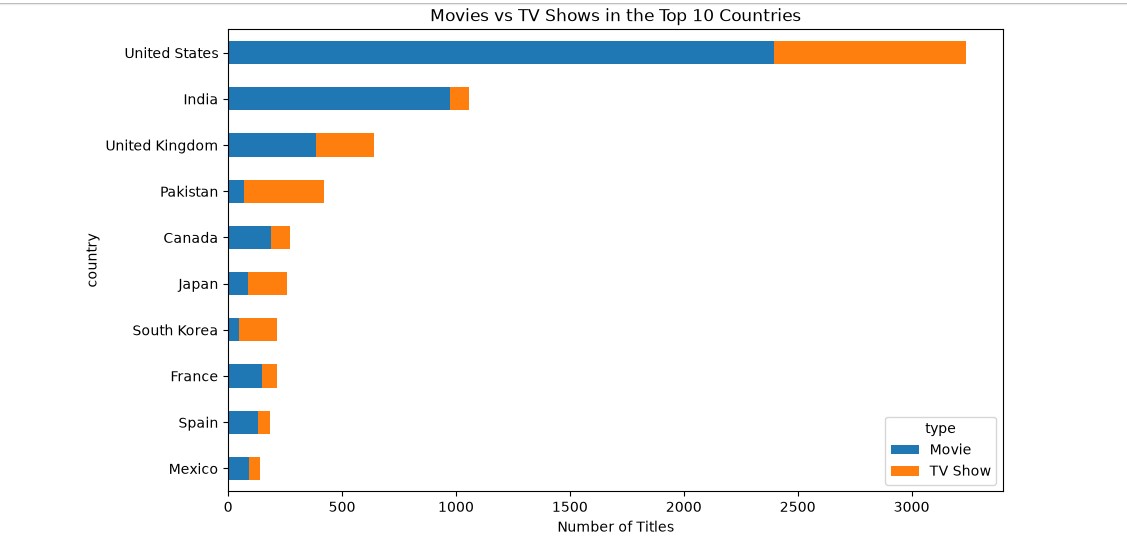 Movies vs TV Shows in the Top 10 Countries
United States
India
United Kingdom
Pakistan
Canada
Japan
South Korea
France
Spain
Mexico
country
type
Movie
TV Show
0 500 1000 1500 2000 2500 3000
Number of Titles